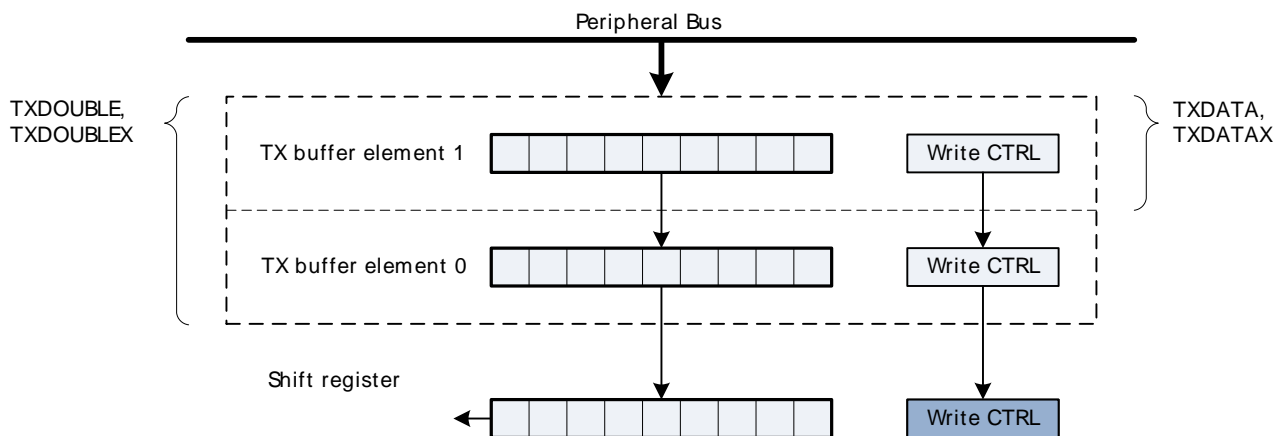 Peripheral Bus
TXDOUBLE,
TXDOUBLEX
TXDATA,
TXDATAX
TX buffer element 1
Write CTRL
TX buffer element 0
Write CTRL
Shift register
Write CTRL